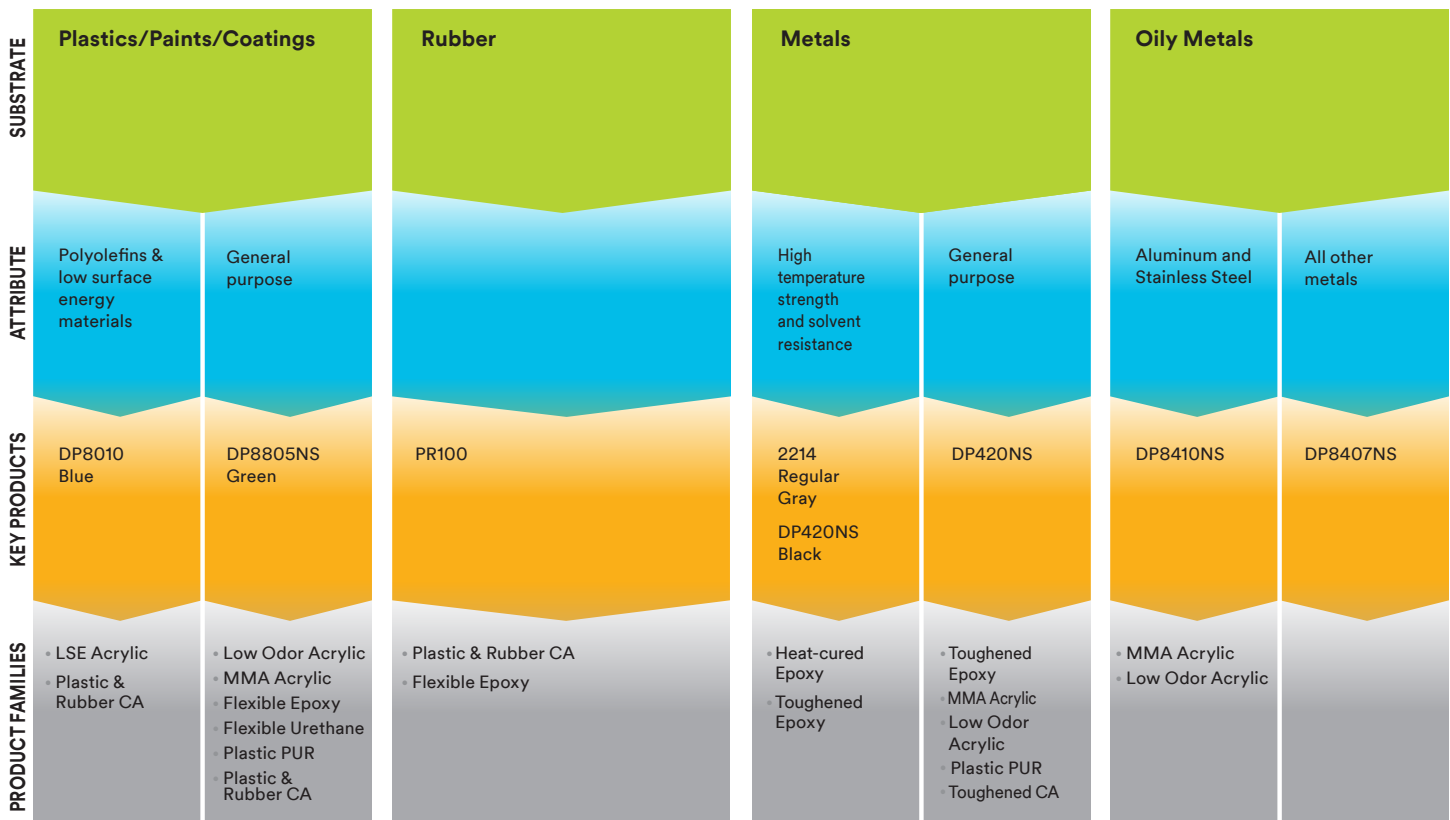 SUBSTRATE
Plastics/Paints/Coatings
Rubber
Metals
Oily Metals
ATTRIBUTE
Polyolefins &
low surface
energy
materials
General
purpose
High
temperature
strength
and solvent
resistance
General
purpose
Aluminum and
Stainless Steel
All other
metals
KEY PRODUCTS
DP8010
Blue
DP8805NS
Green
PR100
2214
Regular
Gray
DP420NS
Black
DP420NS
DP8410NS
DP8407NS
PRODUCT FAMILIES
• LSE Acrylic
• Plastic &
Rubber CA
• Low Odor Acrylic
• MMA Acrylic
• Flexible Epoxy
• Flexible Urethane
• Plastic PUR
• Plastic &
Rubber CA
• Plastic & Rubber CA
• Flexible Epoxy
• Heat-cured
Epoxy
• Toughened
Epoxy
• Toughened
Epoxy
• MMA Acrylic
• Low Odor
Acrylic
• Plastic PUR
• Toughened CA
• MMA Acrylic
• Low Odor Acrylic